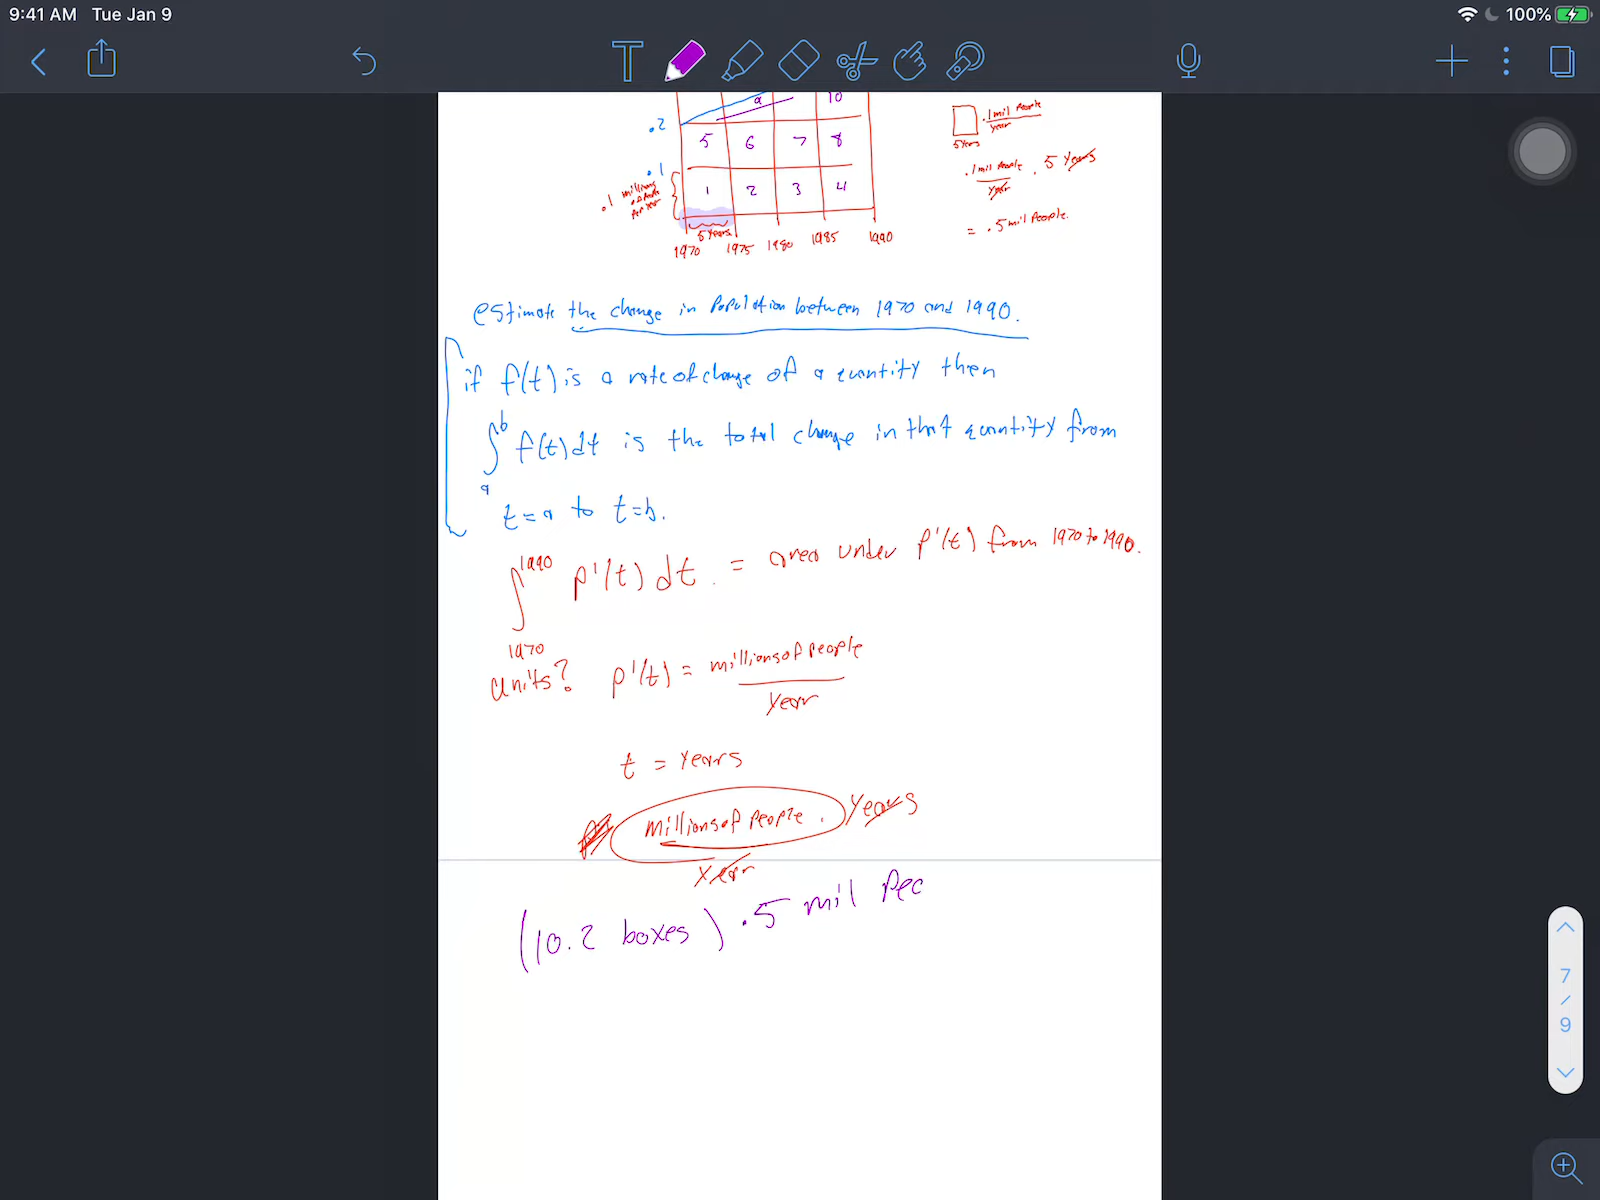 9:41 AM Tue Jan 9
100%
T
a 10
.2
5 6 7 8
.1
.1 millions
of people
per year
1 2 3 4
5 years
1970 1975 1980 1985 1990
.1 mil people
year
5 years
.1 mil people . 5 years
year
= .5 mil people.
estimate the change in population between 1970 and 1990.
if f(t) is a rate of change of a quantity then
∫_a^b f(t)dt is the total change in that quantity from
t=a to t=b.
∫_1970^1990 p'(t) dt. = area under p'(t) from 1970 to 1990.
units? p'(t) = millions of people
year
t = years
millions of people . years
year
(10.2 boxes) .5 mil Peo
7
/
9